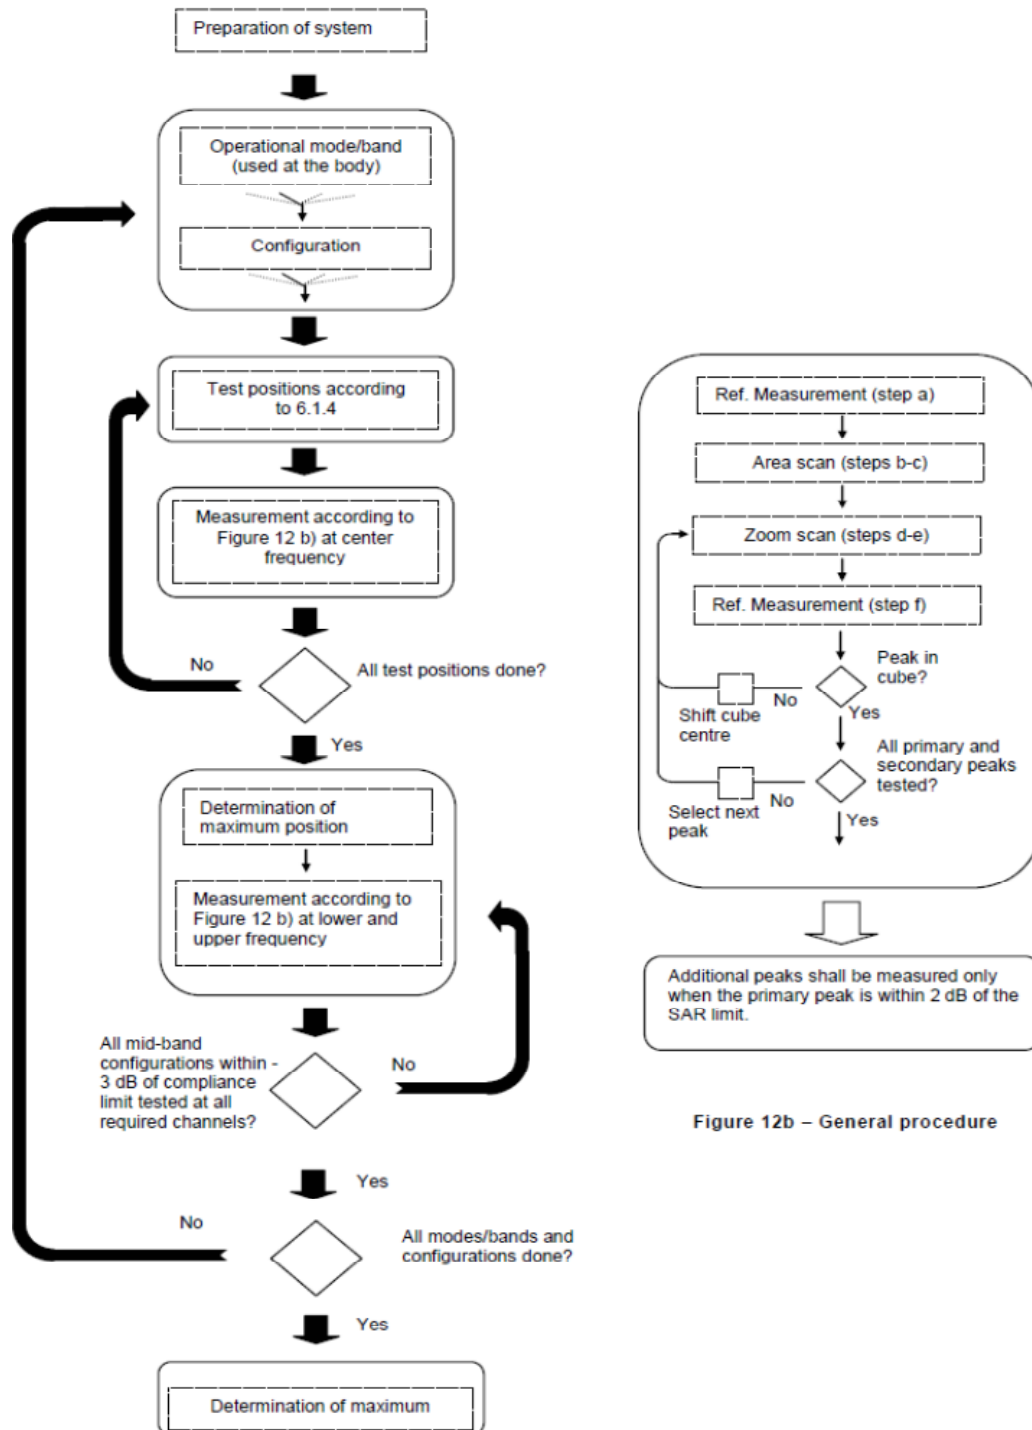 Preparation of system
Operational mode/band
(used at the body)
Configuration
Test positions according
to 6.1.4
Measurement according to
Figure 12 b) at center
frequency
No
All test positions done?
Yes
Determination of
maximum position
Measurement according to
Figure 12 b) at lower and
upper frequency
All mid-band
configurations within -
3 dB of compliance
limit tested at all
required channels?
No
Yes
No
All modes/bands and
configurations done?
Yes
Determination of maximum
Ref. Measurement (step a)
Area scan (steps b-c)
Zoom scan (steps d-e)
Ref. Measurement (step f)
Peak in
cube?
No
Shift cube
centre
Yes
All primary and
secondary peaks
tested?
No
Select next
peak
Yes
Additional peaks shall be measured only
when the primary peak is within 2 dB of the
SAR limit.
Figure 12b – General procedure